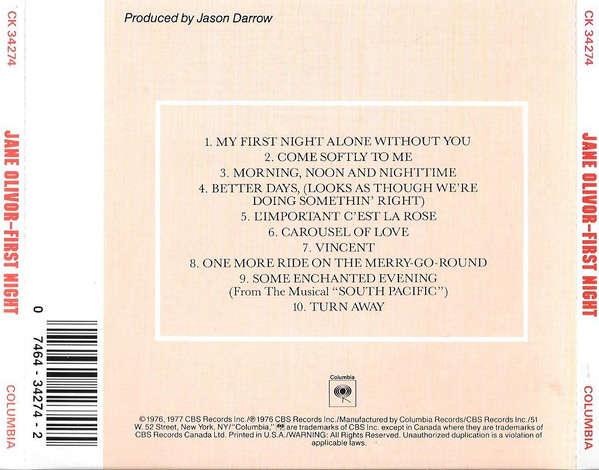 CK 34274
JANE OLIVOR–FIRST NIGHT
COLUMBIA
0 7464-34274-2
Produced by Jason Darrow
1. MY FIRST NIGHT ALONE WITHOUT YOU
2. COME SOFTLY TO ME
3. MORNING, NOON AND NIGHTTIME
4. BETTER DAYS, (LOOKS AS THOUGH WE'RE
DOING SOMETHIN' RIGHT)
5. L'IMPORTANT C'EST LA ROSE
6. CAROUSEL OF LOVE
7. VINCENT
8. ONE MORE RIDE ON THE MERRY-GO-ROUND
9. SOME ENCHANTED EVENING
(From The Musical “SOUTH PACIFIC”)
10. TURN AWAY
Columbia
© 1976, 1977 CBS Records Inc./℗ 1976 CBS Records Inc./Manufactured by Columbia Records/CBS Records Inc./51
W. 52 Street, New York, NY/“Columbia,” are trademarks of CBS Inc. except in Canada where they are trademarks of
CBS Records Canada Ltd. Printed in U.S.A./WARNING: All Rights Reserved. Unauthorized duplication is a violation of
applicable laws.
CK 34274
JANE OLIVOR–FIRST NIGHT
COLUMBIA